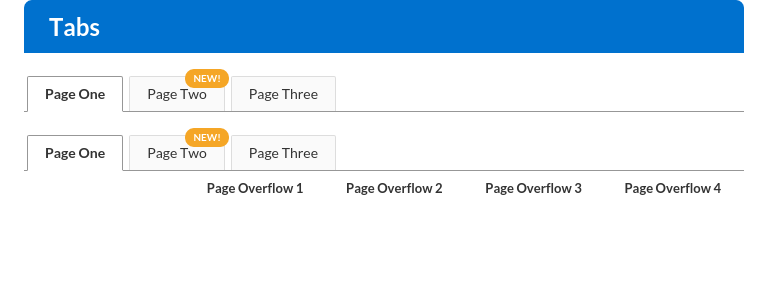 Tabs
NEW!
Page One Page Two Page Three
NEW!
Page One Page Two Page Three
Page Overflow 1 Page Overflow 2 Page Overflow 3 Page Overflow 4